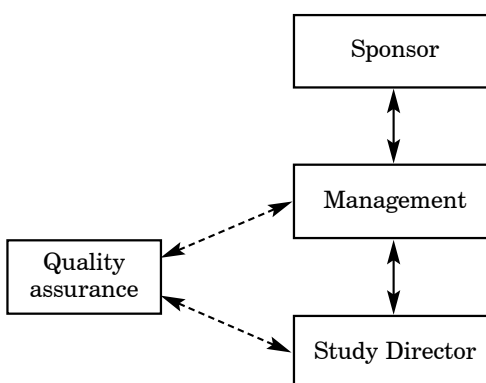 Sponsor
Management
Quality
assurance
Study Director